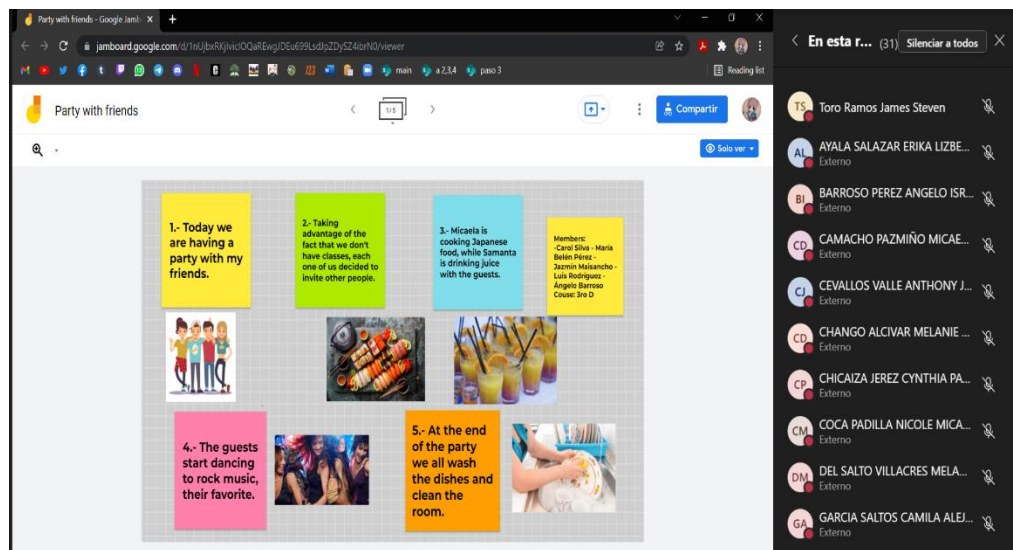 Party with friends - Google Jamb
jamboard.google.com/d/1nUjbxRKjIviclOQaREwgJDEu699LsdJpZDySZ4ibrN0/viewer
main
a 2,3,4
paso 3
Reading list
Party with friends
1/5
Compartir
Solo ver
1.- Today we
are having a
party with my
friends.
2.- Taking
advantage of the
fact that we don't
have classes, each
one of us decided to
invite other people.
3.- Micaela is
cooking Japanese
food, while Samanta
is drinking juice
with the guests.
Members:
-Carol Silva - María
Belén Pérez -
Jazmin Maisancho -
Luis Rodríguez -
Ángelo Barroso
Couse: 3ro D
4.- The guests
start dancing
to rock music,
their favorite.
5.- At the end
of the party
we all wash
the dishes and
clean the
room.
En esta r... (31) Silenciar a todos
TS Toro Ramos James Steven
AL AYALA SALAZAR ERIKA LIZBE...
Externo
BI BARROSO PEREZ ANGELO ISR...
Externo
CD CAMACHO PAZMIÑO MICAE...
Externo
CJ CEVALLOS VALLE ANTHONY J...
Externo
CD CHANGO ALCIVAR MELANIE ...
Externo
CP CHICAIZA JEREZ CYNTHIA PA...
Externo
CM COCA PADILLA NICOLE MICA...
Externo
DM DEL SALTO VILLACRES MELA...
Externo
GA GARCIA SALTOS CAMILA ALEJ...
Externo